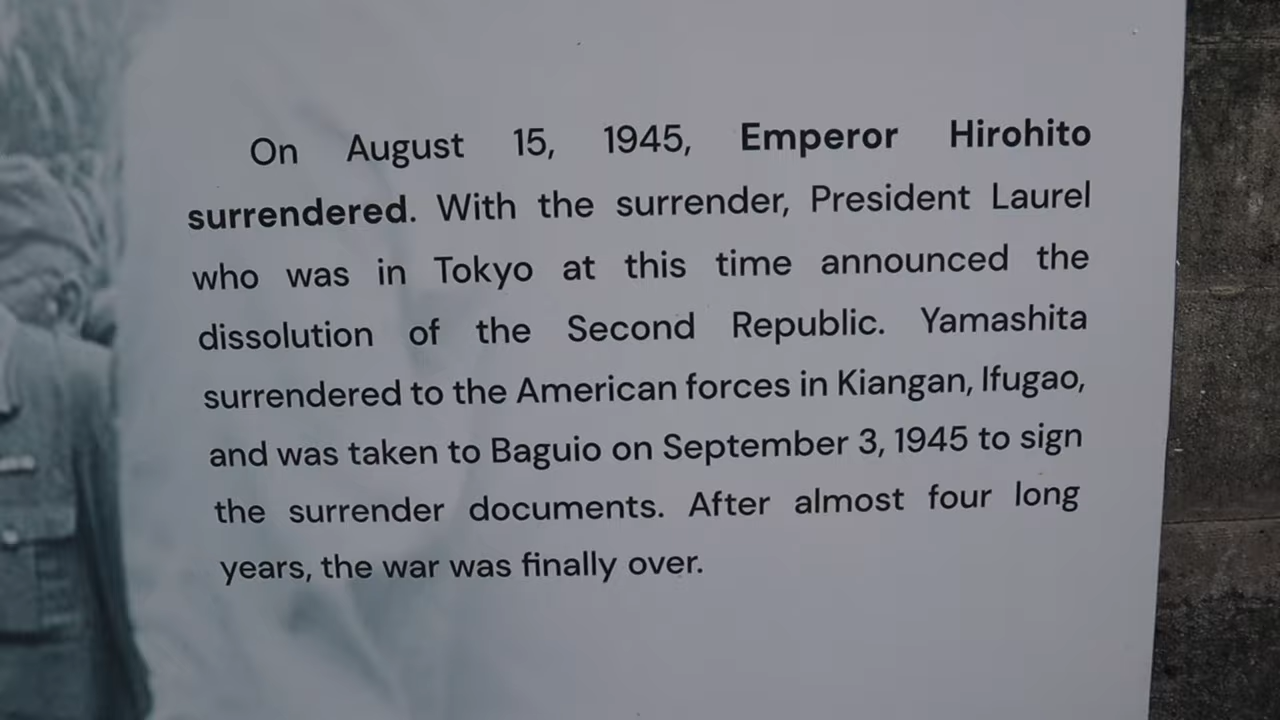 On August 15, 1945, Emperor Hirohito
surrendered. With the surrender, President Laurel
who was in Tokyo at this time announced the
dissolution of the Second Republic. Yamashita
surrendered to the American forces in Kiangan, Ifugao,
and was taken to Baguio on September 3, 1945 to sign
the surrender documents. After almost four long
years, the war was finally over.